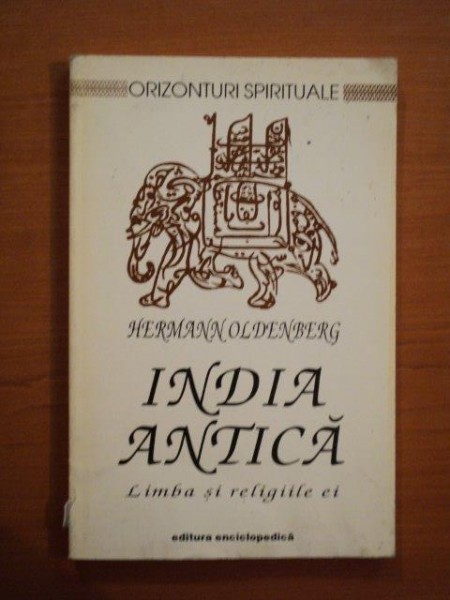 ORIZONTURI SPIRITUALE
HERMANN OLDENBERG
INDIA
ANTICĂ
Limba și religiile ei
editura enciclopedică